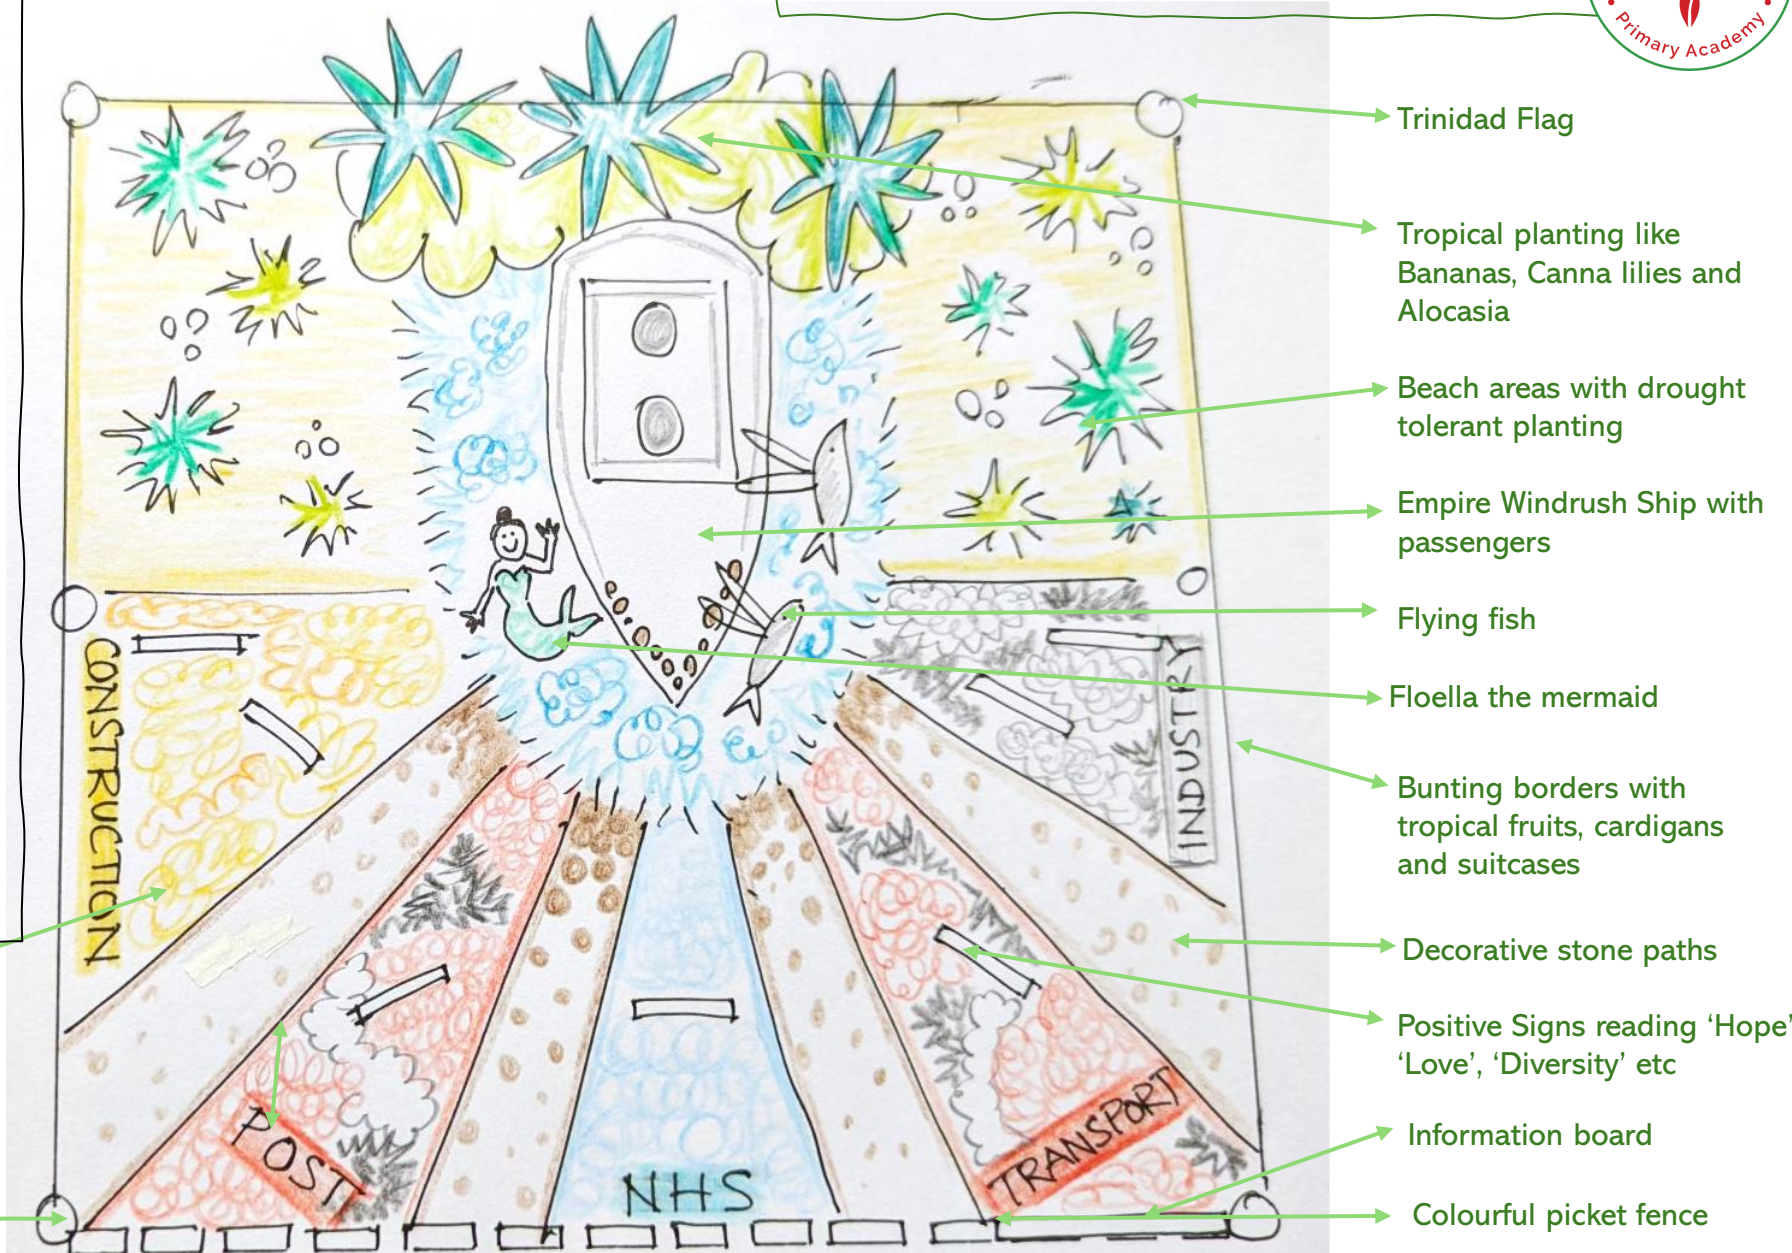 Primary Academy
Trinidad Flag
Tropical planting like
Bananas, Canna lilies and
Alocasia
Beach areas with drought
tolerant planting
Empire Windrush Ship with
passengers
Flying fish
Floella the mermaid
Bunting borders with
tropical fruits, cardigans
and suitcases
Decorative stone paths
Positive Signs reading ‘Hope’
‘Love’, ‘Diversity’ etc
Information board
Colourful picket fence
CONSTRUCTION
INDUSTRY
POST
NHS
TRANSPORT